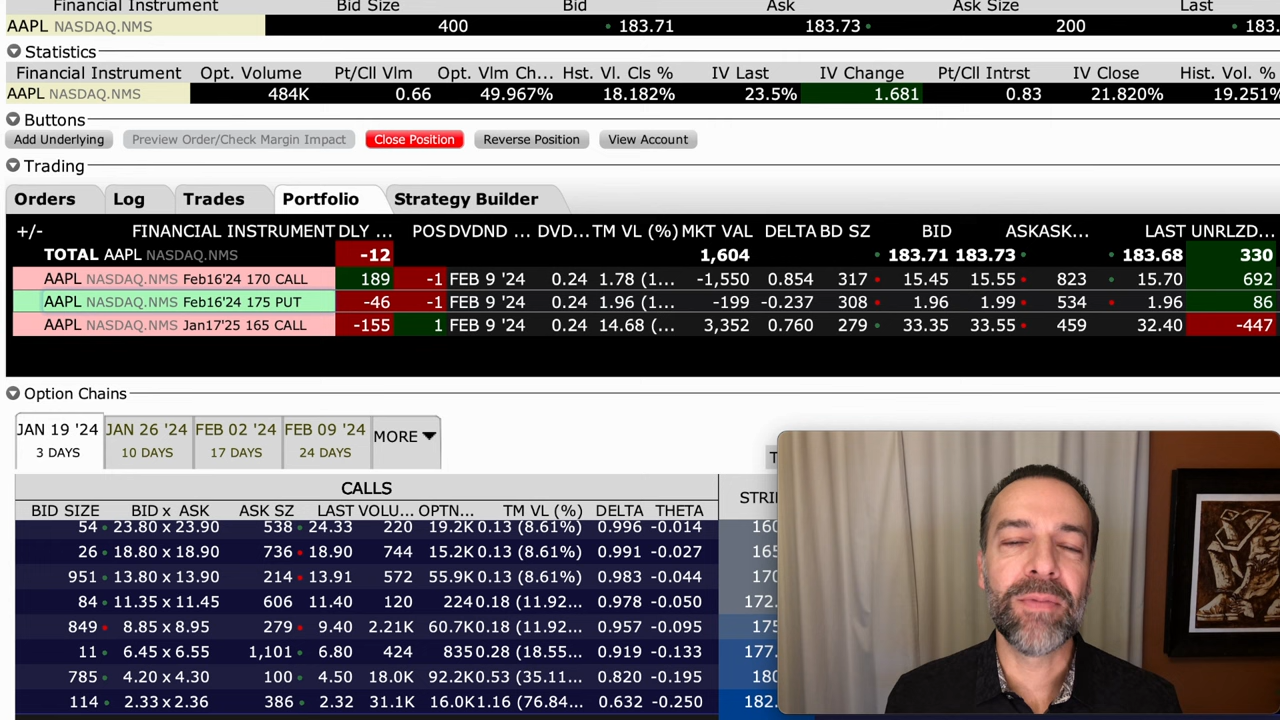 Financial Instrument Bid Size Bid Ask Ask Size Last
AAPL NASDAQ.NMS 400 183.71 183.73 200 183.
Statistics
Financial Instrument Opt. Volume Pt/Cll Vlm Opt. Vlm Ch... Hst. Vl. Cls % IV Last IV Change Pt/Cll Intrst IV Close Hist. Vol. %
AAPL NASDAQ.NMS 484K 0.66 49.967% 18.182% 23.5% 1.681 0.83 21.820% 19.251%
Buttons
Add Underlying Preview Order/Check Margin Impact Close Position Reverse Position View Account
Trading
Orders Log Trades Portfolio Strategy Builder
+/- FINANCIAL INSTRUMENT DLY ... POS DVDND ... DVD... TM VL (%) MKT VAL DELTA BD SZ BID ASK ASK... LAST UNRLZD...
TOTAL AAPL NASDAQ.NMS -12 1,604 183.71 183.73 183.68 330
AAPL NASDAQ.NMS Feb16'24 170 CALL 189 -1 FEB 9 '24 0.24 1.78 (1... -1,550 0.854 317 15.45 15.55 823 15.70 692
AAPL NASDAQ.NMS Feb16'24 175 PUT -46 -1 FEB 9 '24 0.24 1.96 (1... -199 -0.237 308 1.96 1.99 534 1.96 86
AAPL NASDAQ.NMS Jan17'25 165 CALL -155 1 FEB 9 '24 0.24 14.68 (... 3,352 0.760 279 33.35 33.55 459 32.40 -447
Option Chains
JAN 19 '24 JAN 26 '24 FEB 02 '24 FEB 09 '24 MORE
3 DAYS 10 DAYS 17 DAYS 24 DAYS
CALLS
BID SIZE BID x ASK ASK SZ LAST VOLU... OPTN... TM VL (%) DELTA THETA
54 23.80 x 23.90 538 24.33 220 19.2K 0.13 (8.61%) 0.996 -0.014 160
26 18.80 x 18.90 736 18.90 744 15.2K 0.13 (8.61%) 0.991 -0.027 165
951 13.80 x 13.90 214 13.91 572 55.9K 0.13 (8.61%) 0.983 -0.044 170
84 11.35 x 11.45 606 11.40 120 224 0.18 (11.92... 0.978 -0.050 172.
849 8.85 x 8.95 279 9.40 2.21K 60.7K 0.18 (11.92... 0.957 -0.095 175
11 6.45 x 6.55 1,101 6.80 424 835 0.28 (18.55... 0.919 -0.133 177.
785 4.20 x 4.30 100 4.50 18.0K 92.2K 0.53 (35.11... 0.820 -0.195 180
114 2.33 x 2.36 386 2.32 31.1K 16.0K 1.16 (76.84... 0.632 -0.250 182.